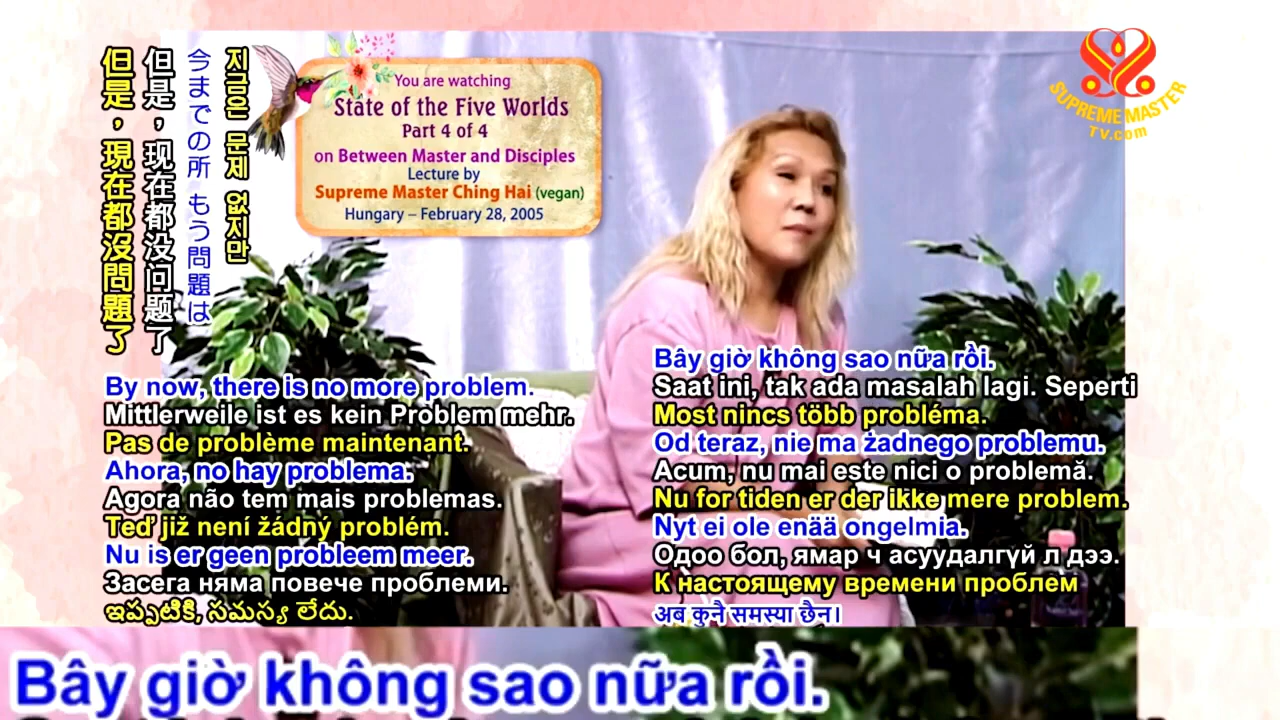 You are watching
State of the Five Worlds
Part 4 of 4
on Between Master and Disciples
Lecture by
Supreme Master Ching Hai (vegan)
Hungary – February 28, 2005
SUPREME MASTER
TV.com
지금은 문제 없지만
今までの所 もう問題は
但是，现在都没问题了
但是，現在都沒問題了
By now, there is no more problem.
Mittlerweile ist es kein Problem mehr.
Pas de problème maintenant.
Ahora, no hay problema.
Agora não tem mais problemas.
Teď již není žádný problém.
Nu is er geen probleem meer.
Засега няма повече проблеми.
ఇప్పటికి, సమస్య లేదు.
Bây giờ không sao nữa rồi.
Saat ini, tak ada masalah lagi. Seperti
Most nincs több probléma.
Od teraz, nie ma żadnego problemu.
Acum, nu mai este nici o problemă.
Nu for tiden er der ikke mere problem.
Nyt ei ole enää ongelmia.
Одоо бол, ямар ч асуудалгүй л дээ.
К настоящему времени проблем
अब कुनै समस्या छैन।
Bây giờ không sao nữa rồi.